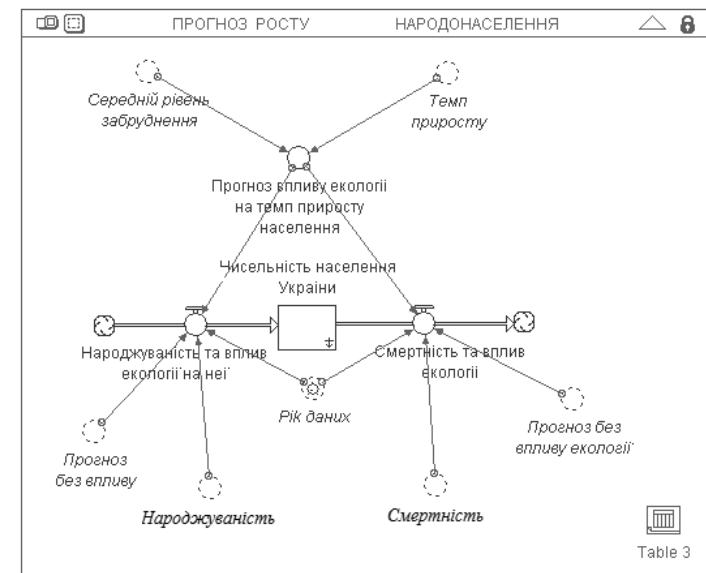 ПРОГНОЗ РОСТУ НАРОДОНАСЕЛЕННЯ
Середній рівень
забруднення
Темп
приросту
Прогноз впливу екології
на темп приросту
населення
Чисельність населення
України
Народжуваність та вплив
екології на неї
Смертність та вплив
екології
Рік даних
Прогноз
без впливу
Прогноз без
впливу екології
Народжуваність
Смертність
Table 3